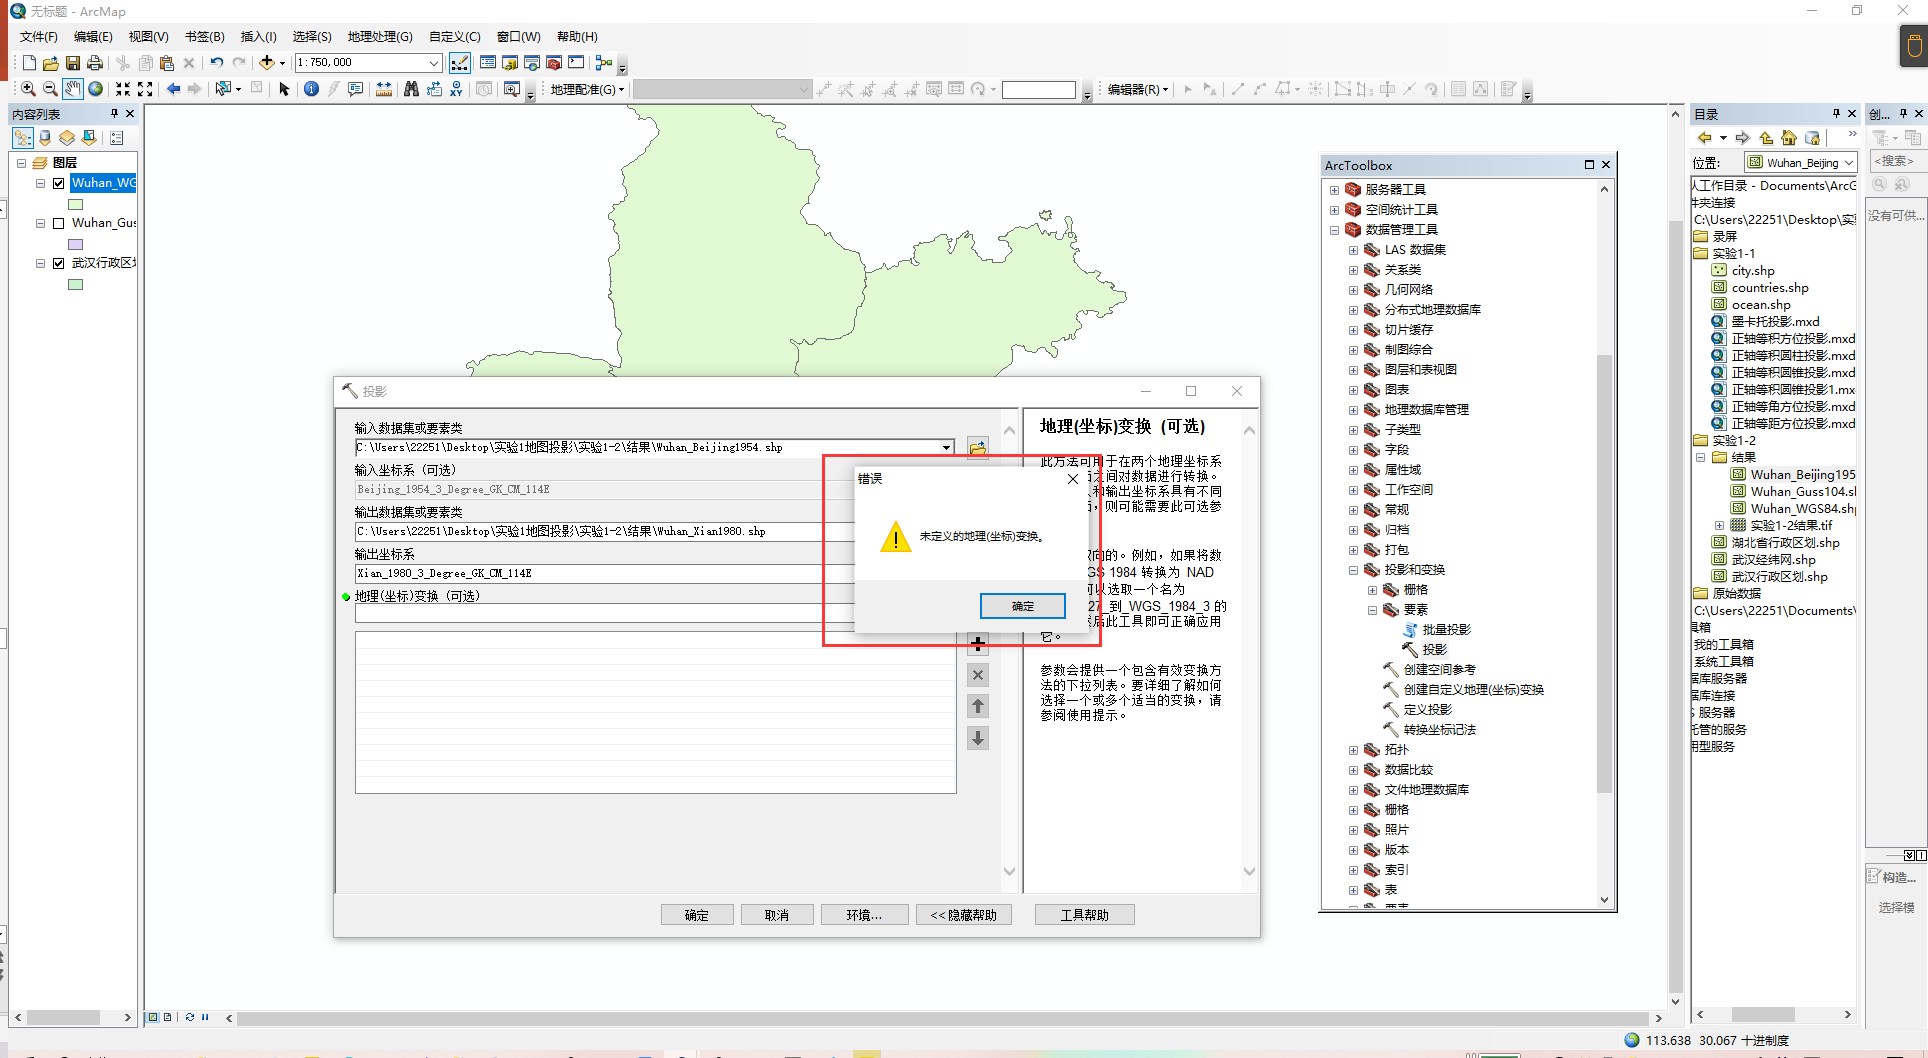 无标题 - ArcMap
文件(F) 编辑(E) 视图(V) 书签(B) 插入(I) 选择(S) 地理处理(G) 自定义(C) 窗口(W) 帮助(H)
1:750,000
地理配准(G)
编辑器(R)
内容列表
图层
Wuhan_WG
Wuhan_Gus
武汉行政区划
投影
输入数据集或要素类
C:\Users\22251\Desktop\实验1地图投影\实验1-2\结果\Wuhan_Beijing1954.shp
输入坐标系（可选）
Beijing_1954_3_Degree_GK_CM_114E
输出数据集或要素类
C:\Users\22251\Desktop\实验1地图投影\实验1-2\结果\Wuhan_Xian1980.shp
输出坐标系
Xian_1980_3_Degree_GK_CM_114E
地理(坐标)变换（可选）
确定 取消 环境... << 隐藏帮助 工具帮助
地理(坐标)变换（可选）
此方法可用于在两个地理坐标系
之间对数据进行转换。
和输出坐标系具有不同
，则可能需要此可选参
双向的。例如，如果将数
GS 1984 转换为 NAD
可以选取一个名为
27_到_WGS_1984_3 的
后此工具即可正确应用
它。
参数会提供一个包含有效变换方
法的下拉列表。要详细了解如何
选择一个或多个适当的变换，请
参阅使用提示。
错误
未定义的地理(坐标)变换。
确定
ArcToolbox
服务器工具
空间统计工具
数据管理工具
LAS 数据集
关系类
几何网络
分布式地理数据库
切片缓存
制图综合
图层和表视图
图表
地理数据库管理
子类型
字段
属性域
工作空间
常规
归档
打包
投影和变换
栅格
要素
批量投影
投影
创建空间参考
创建自定义地理(坐标)变换
定义投影
转换坐标记法
拓扑
数据比较
文件地理数据库
栅格
照片
版本
索引
表
目录
位置: Wuhan_Beijing
人工作目录 - Documents\ArcG
件夹连接
C:\Users\22251\Desktop\实
录屏
实验1-1
city.shp
countries.shp
ocean.shp
墨卡托投影.mxd
正轴等积方位投影.mxd
正轴等积圆柱投影.mxd
正轴等积圆锥投影.mxd
正轴等积圆锥投影1.mx
正轴等角方位投影.mxd
正轴等距方位投影.mxd
实验1-2
结果
Wuhan_Beijing195
Wuhan_Guss104.sl
Wuhan_WGS84.shp
实验1-2结果.tif
湖北省行政区划.shp
武汉经纬网.shp
武汉行政区划.shp
原始数据
C:\Users\22251\Documents\
具箱
我的工具箱
系统工具箱
据库服务器
据库连接
S 服务器
托管的服务
用型服务
创...
<搜索>
没有可供...
构造...
选择模
113.638 30.067 十进制度